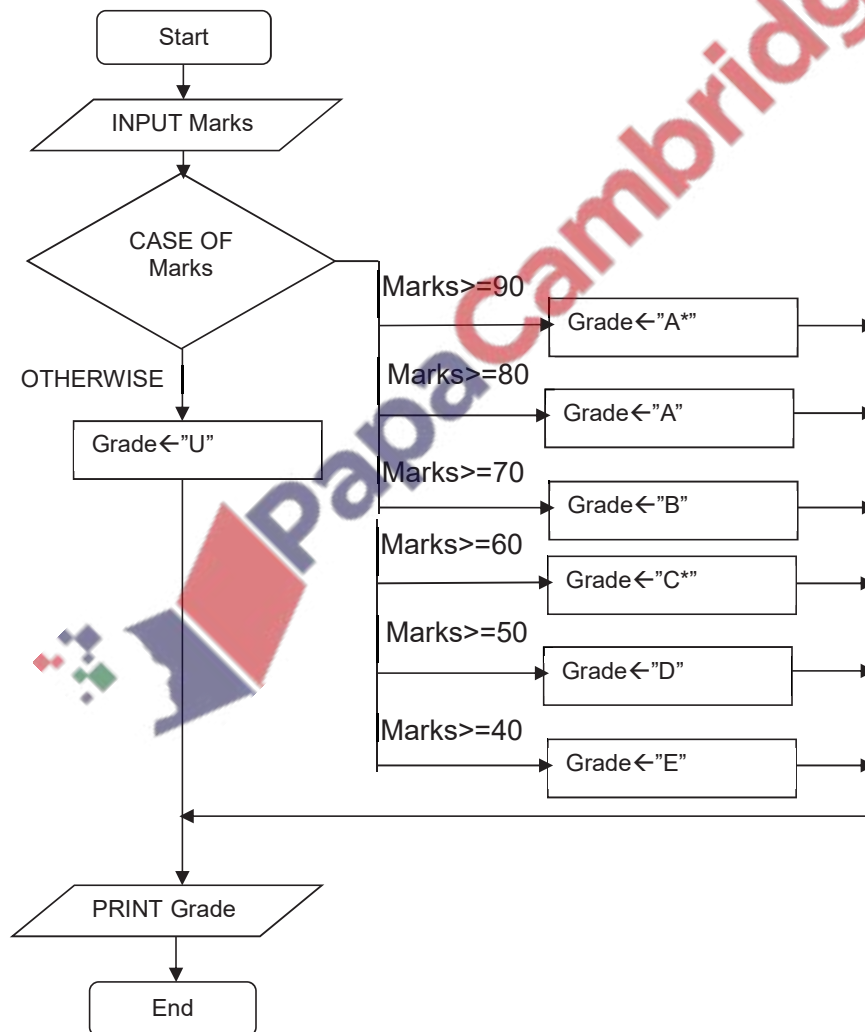 Start
INPUT Marks
CASE OF
Marks
Marks>=90
Grade←”A*”
OTHERWISE
Marks>=80
Grade←”A”
Grade←”U”
Marks>=70
Grade←”B”
Marks>=60
Grade←”C*”
Marks>=50
Grade←”D”
Marks>=40
Grade←”E”
PRINT Grade
End
PapaCambridg